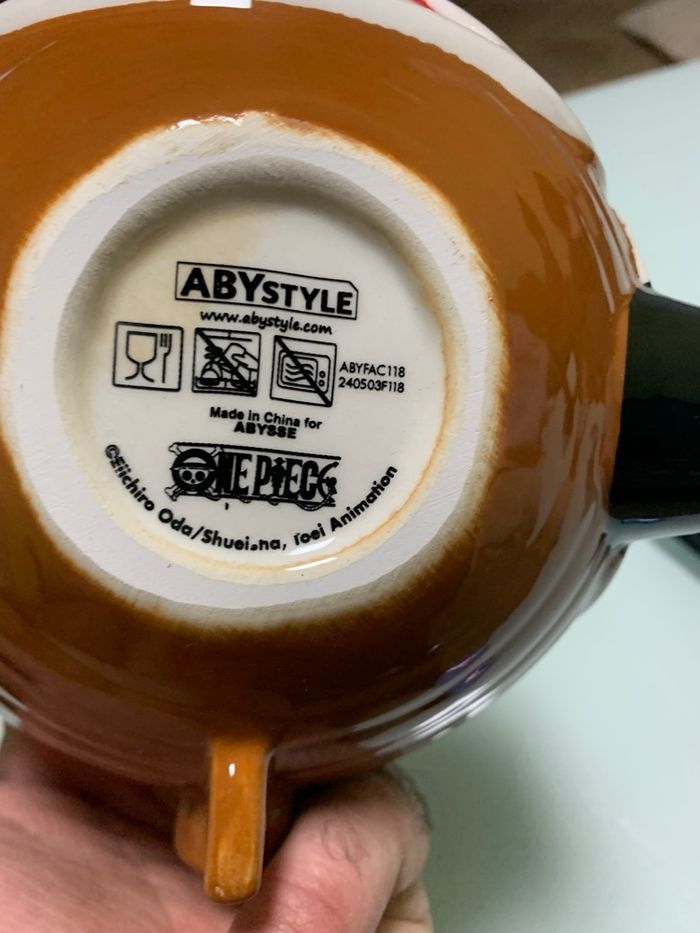 ABYSTYLE
www.abystyle.com
ABYFAC118
240503F118
Made in China for
ABYSSE
ONE PIECE
©Eiichiro Oda/Shueisha, Toei Animation